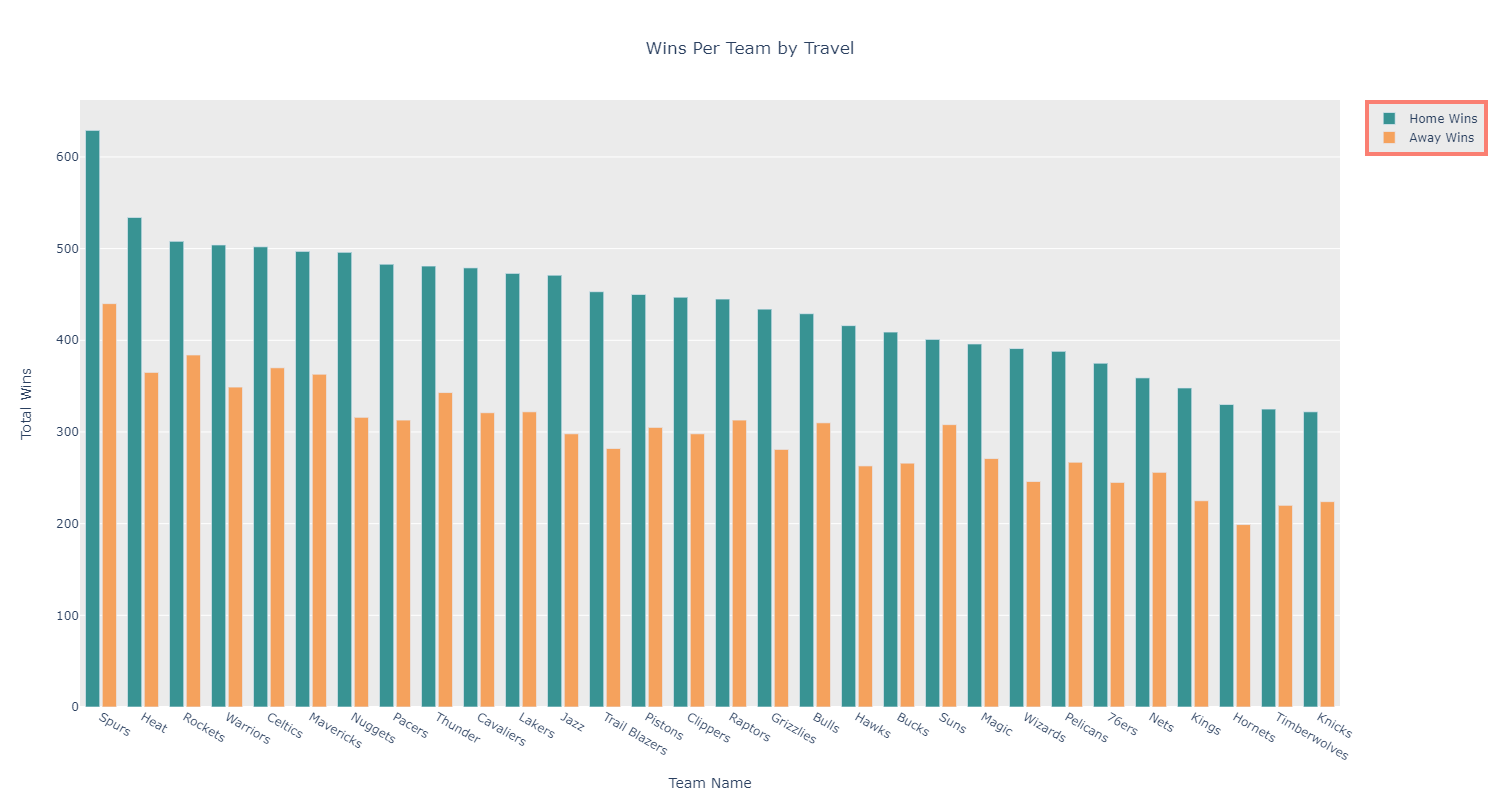 Wins Per Team by Travel
Home Wins
Away Wins
Total Wins
600
500
400
300
200
100
0
Spurs
Heat
Rockets
Warriors
Celtics
Mavericks
Nuggets
Pacers
Thunder
Cavaliers
Lakers
Jazz
Trail Blazers
Pistons
Clippers
Raptors
Grizzlies
Bulls
Hawks
Bucks
Suns
Magic
Wizards
Pelicans
76ers
Nets
Kings
Hornets
Timberwolves
Knicks
Team Name